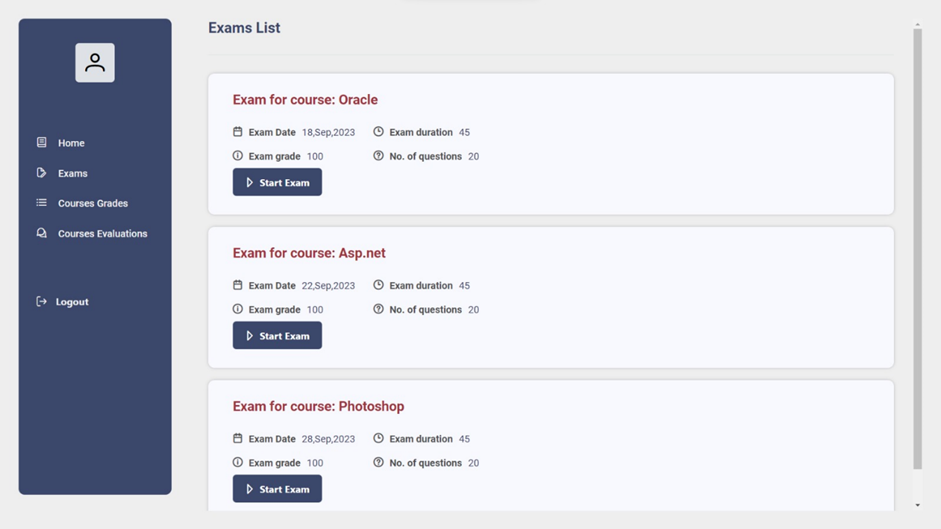 Home
Exams
Courses Grades
Courses Evaluations
Logout
Exams List
Exam for course: Oracle
Exam Date 18,Sep,2023 Exam duration 45
Exam grade 100 No. of questions 20
Start Exam
Exam for course: Asp.net
Exam Date 22,Sep,2023 Exam duration 45
Exam grade 100 No. of questions 20
Start Exam
Exam for course: Photoshop
Exam Date 28,Sep,2023 Exam duration 45
Exam grade 100 No. of questions 20
Start Exam